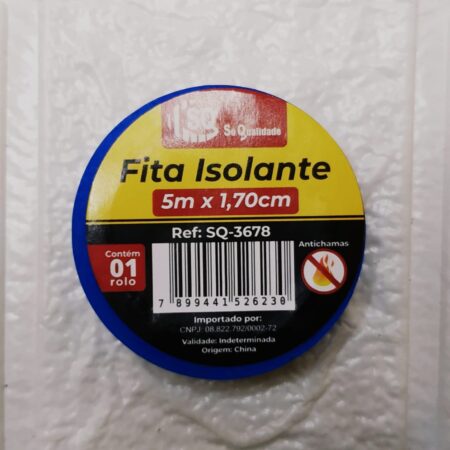 SQ
Só Qualidade
Fita Isolante
5m x 1,70cm
Ref: SQ-3678
Contém
01
rolo
Antichamas
7 899441 526230
Importado por:
CNPJ: 08.822.792/0002-72
Validade: Indeterminada
Origem: China